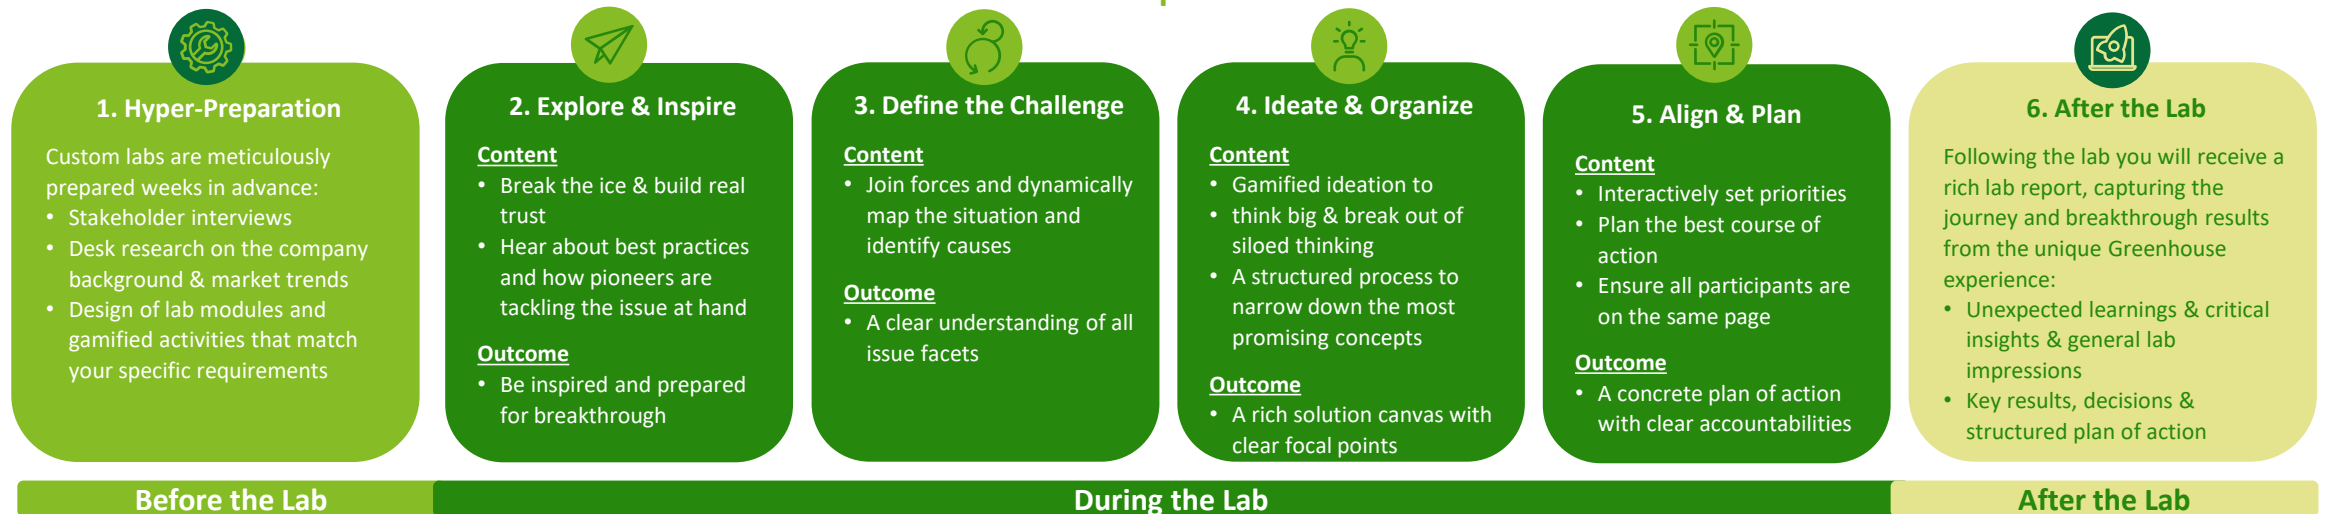 1. Hyper-Preparation
Custom labs are meticulously
prepared weeks in advance:
• Stakeholder interviews
• Desk research on the company
background & market trends
• Design of lab modules and
gamified activities that match
your specific requirements
2. Explore & Inspire
Content
• Break the ice & build real
trust
• Hear about best practices
and how pioneers are
tackling the issue at hand
Outcome
• Be inspired and prepared
for breakthrough
3. Define the Challenge
Content
• Join forces and dynamically
map the situation and
identify causes
Outcome
• A clear understanding of all
issue facets
4. Ideate & Organize
Content
• Gamified ideation to
• think big & break out of
siloed thinking
• A structured process to
narrow down the most
promising concepts
Outcome
• A rich solution canvas with
clear focal points
5. Align & Plan
Content
• Interactively set priorities
• Plan the best course of
action
• Ensure all participants are
on the same page
Outcome
• A concrete plan of action
with clear accountabilities
6. After the Lab
Following the lab you will receive a
rich lab report, capturing the
journey and breakthrough results
from the unique Greenhouse
experience:
• Unexpected learnings & critical
insights & general lab
impressions
• Key results, decisions &
structured plan of action
Before the Lab
During the Lab
After the Lab